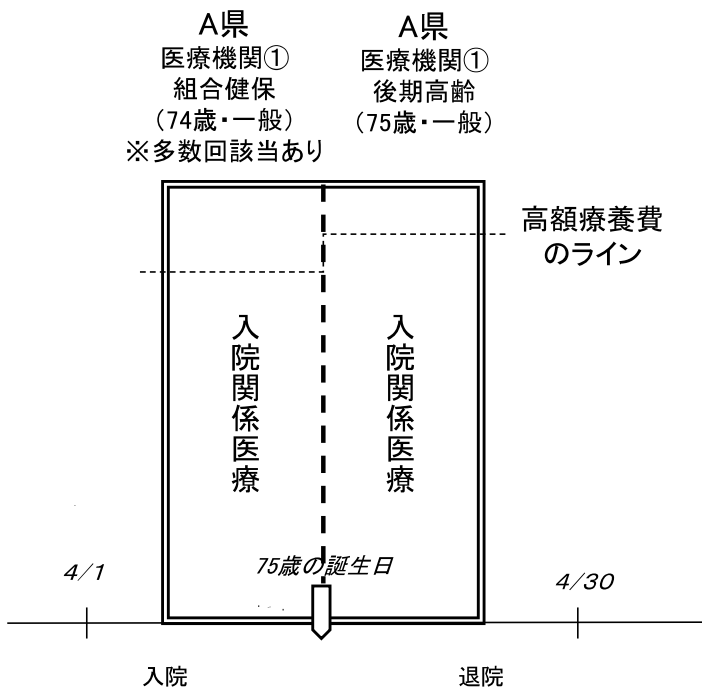 A県
医療機関①
組合健保
(74歳・一般)
※多数回該当あり
A県
医療機関①
後期高齢
(75歳・一般)
高額療養費
のライン
入院関係医療
入院関係医療
75歳の誕生日
4/1
4/30
入院
退院